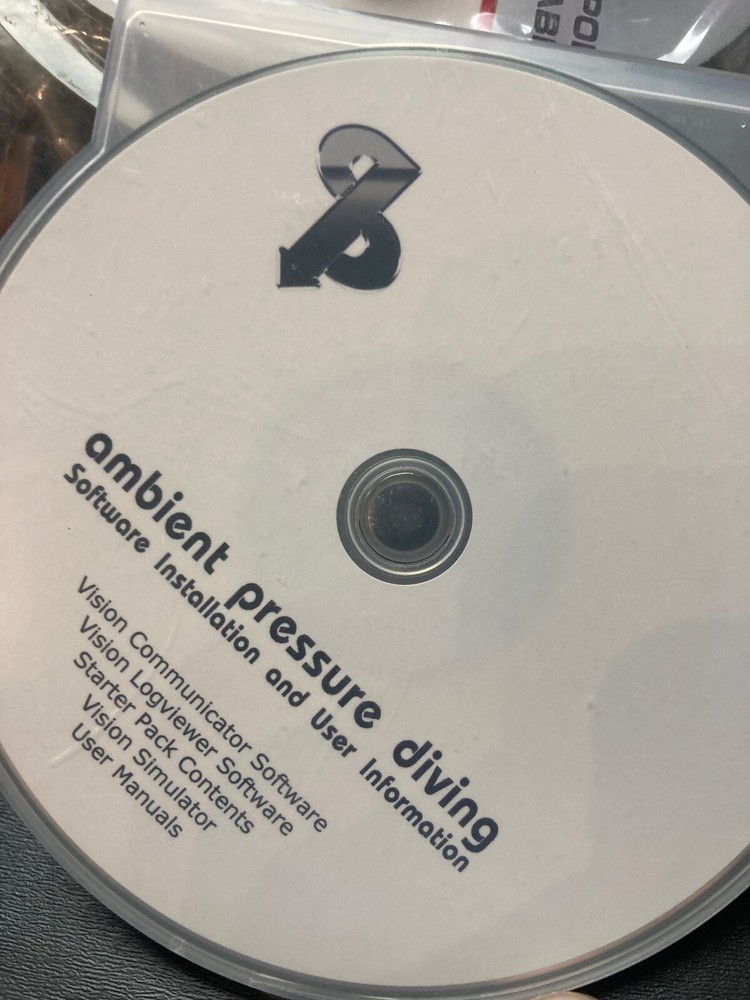 ambient pressure diving
Software Installation and User Information
Vision Communicator Software
Vision Logviewer Software
Starter Pack Contents
Vision Simulator
User Manuals